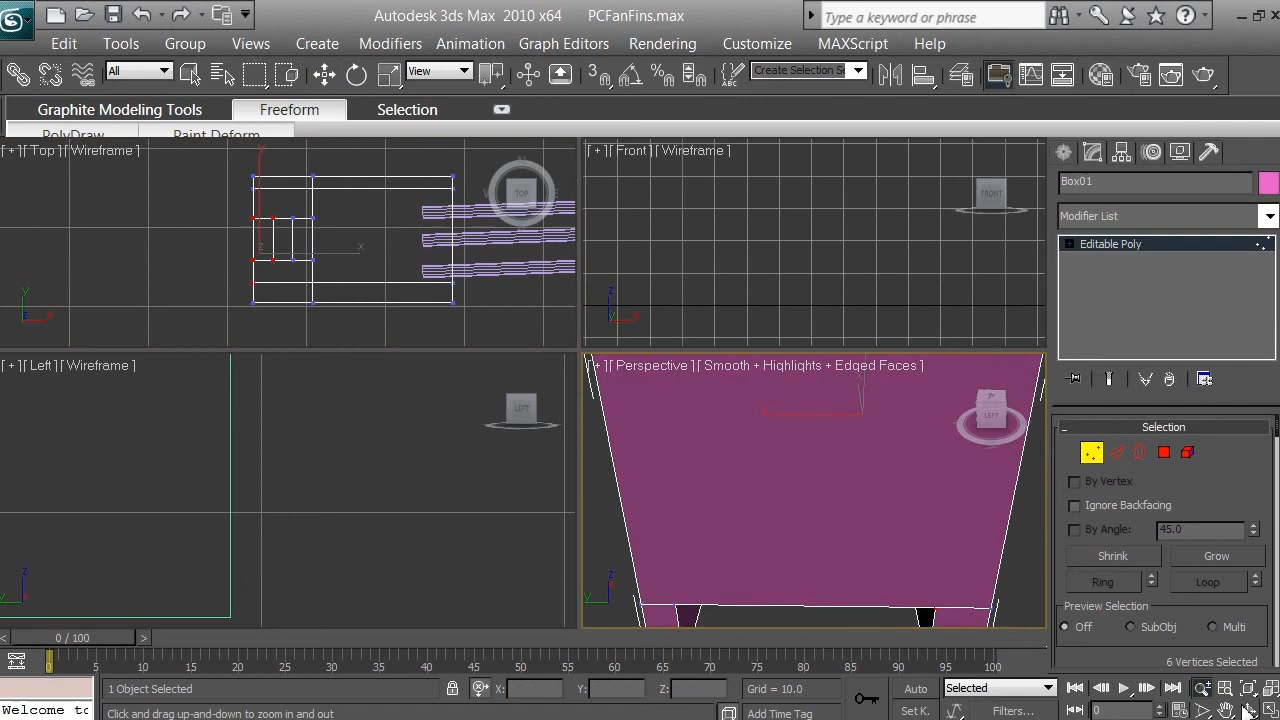 Autodesk 3ds Max 2010 x64 PCFanFins.max
Type a keyword or phrase
Edit Tools Group Views Create Modifiers Animation Graph Editors Rendering Customize MAXScript Help
All View Create Selection Se
Graphite Modeling Tools Freeform Selection
PolyDraw Paint Deform
[ + ][ Top ][ Wireframe ]
TOP
[ + ][ Front ][ Wireframe ]
FRONT
Box01
Modifier List
Editable Poly
[ + ][ Left ][ Wireframe ]
LEFT
[ + ][ Perspective ][ Smooth + Highlights + Edged Faces ]
LEFT
Selection
By Vertex
Ignore Backfacing
By Angle: 45.0
Shrink Grow
Ring Loop
Preview Selection
Off SubObj Multi
6 Vertices Selected
0 / 100
0 5 10 15 20 25 30 35 40 45 50 55 60 65 70 75 80 85 90 95 100
1 Object Selected X: Y: Z: Grid = 10.0 Auto Selected
Welcome to Click and drag up-and-down to zoom in and out Add Time Tag Set K. Filters... 0